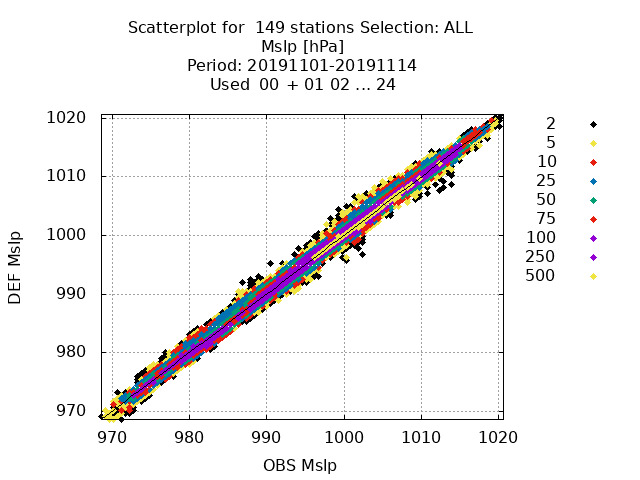 Scatterplot for 149 stations Selection: ALL
Mslp [hPa]
Period: 20191101-20191114
Used 00 + 01 02 ... 24
1020
1010
1000
990
980
970
DEF Mslp
970 980 990 1000 1010 1020
OBS Mslp
2
5
10
25
50
75
100
250
500